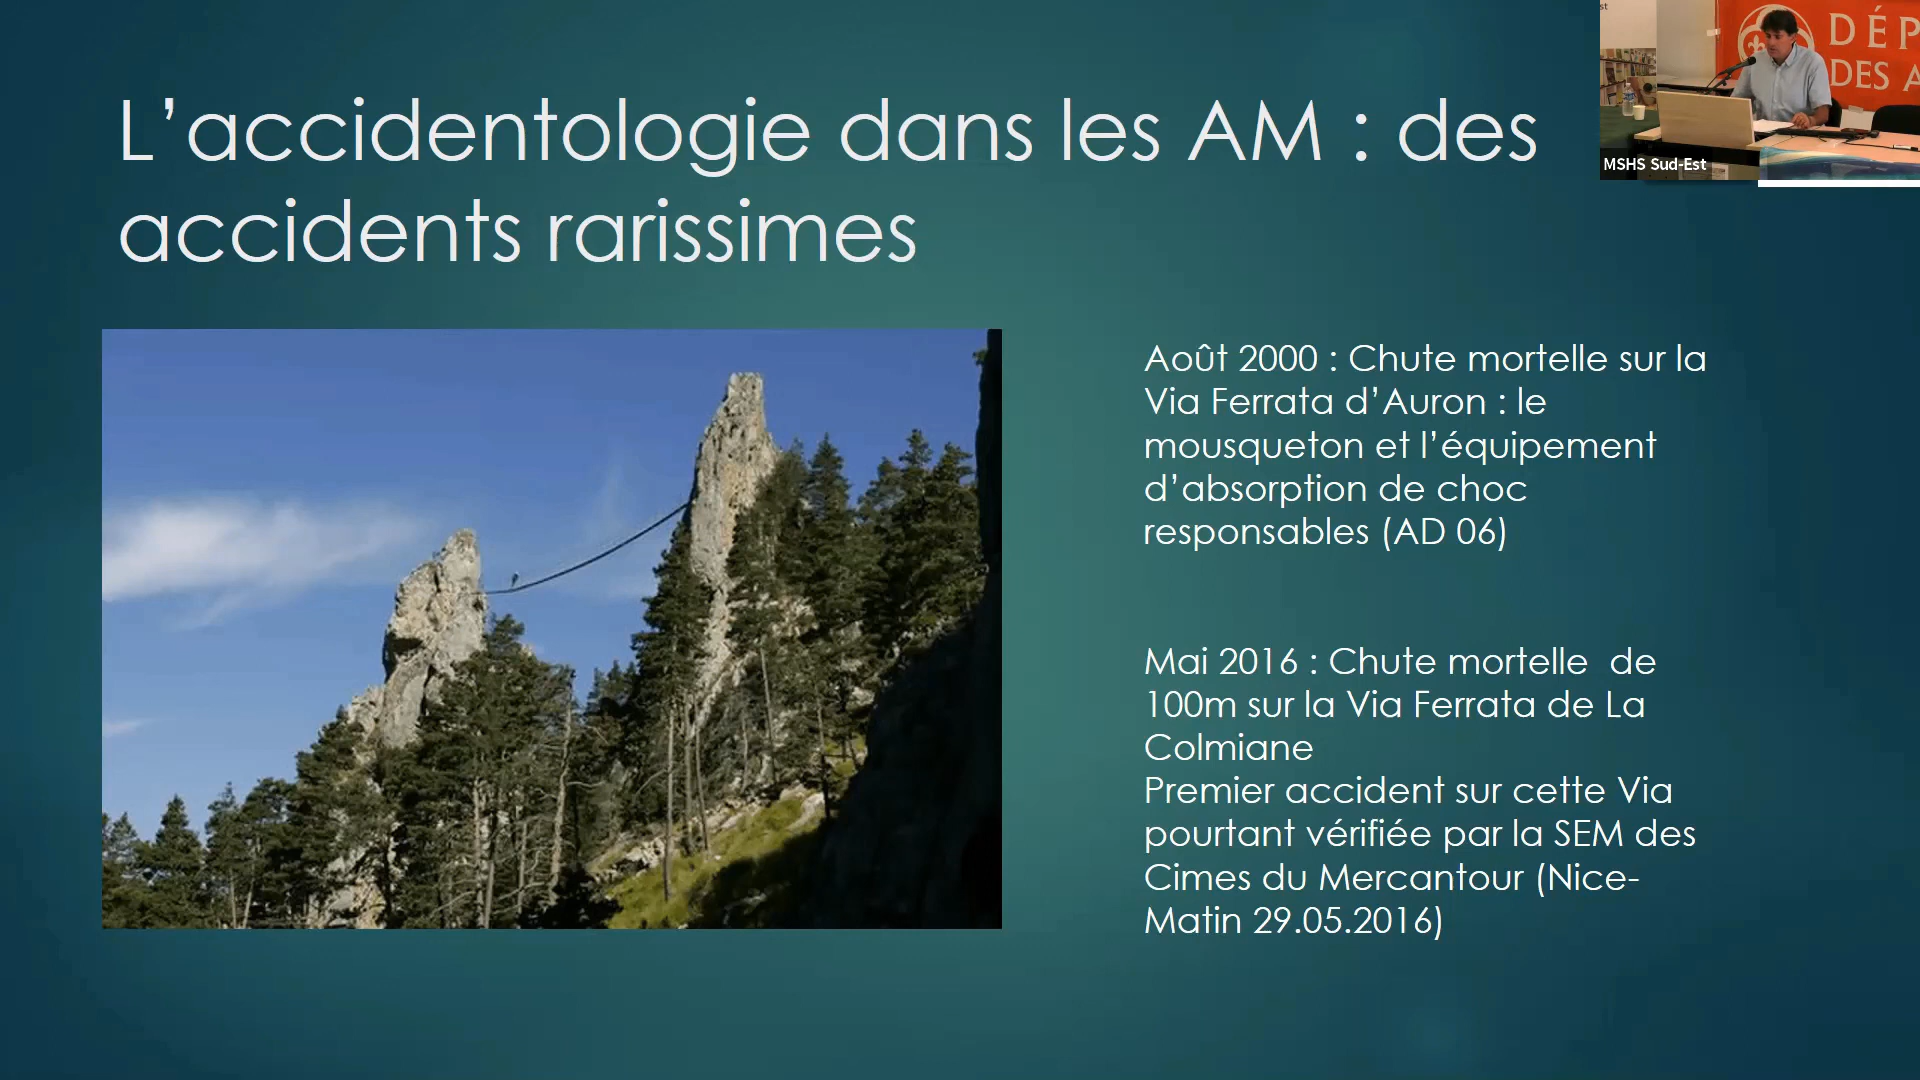 L'accidentologie dans les AM : des
accidents rarissimes
st
DÉP
DES A
MSHS Sud-Est
Août 2000 : Chute mortelle sur la
Via Ferrata d'Auron : le
mousqueton et l'équipement
d'absorption de choc
responsables (AD 06)
Mai 2016 : Chute mortelle  de
100m sur la Via Ferrata de La
Colmiane
Premier accident sur cette Via
pourtant vérifiée par la SEM des
Cimes du Mercantour (Nice-
Matin 29.05.2016)